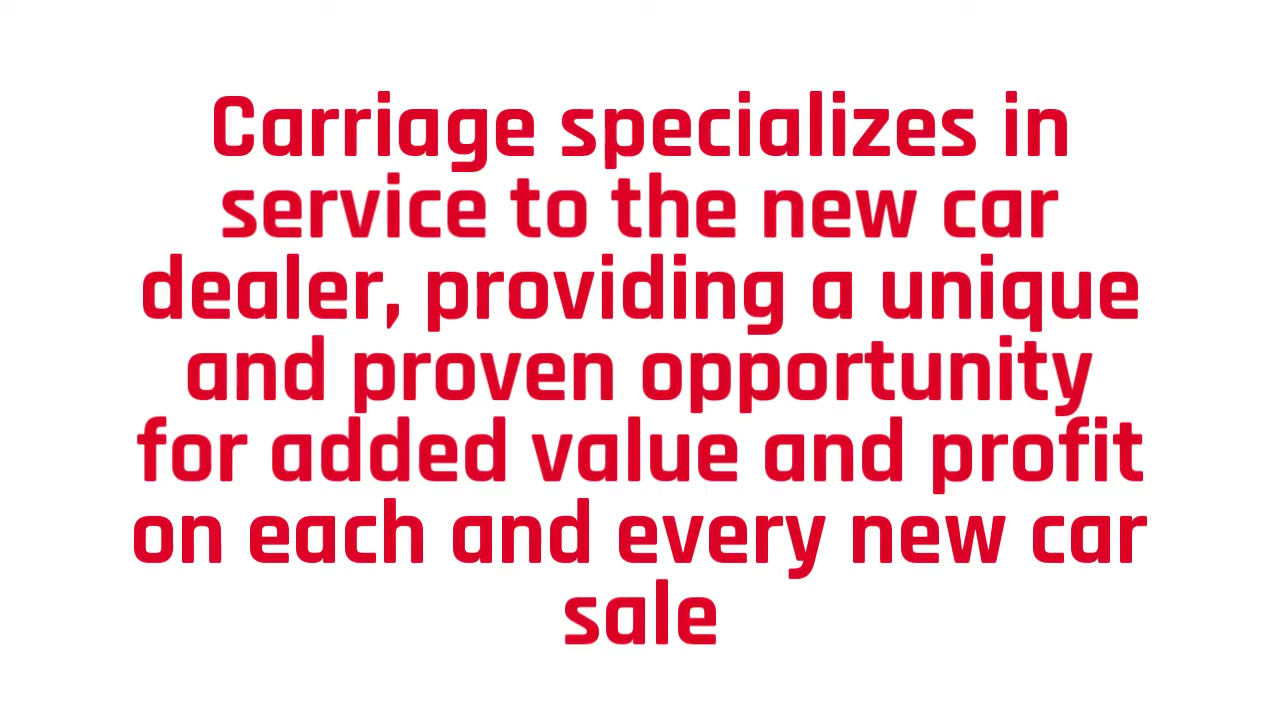 Carriage specializes in
service to the new car
dealer, providing a unique
and proven opportunity
for added value and profit
on each and every new car
sale